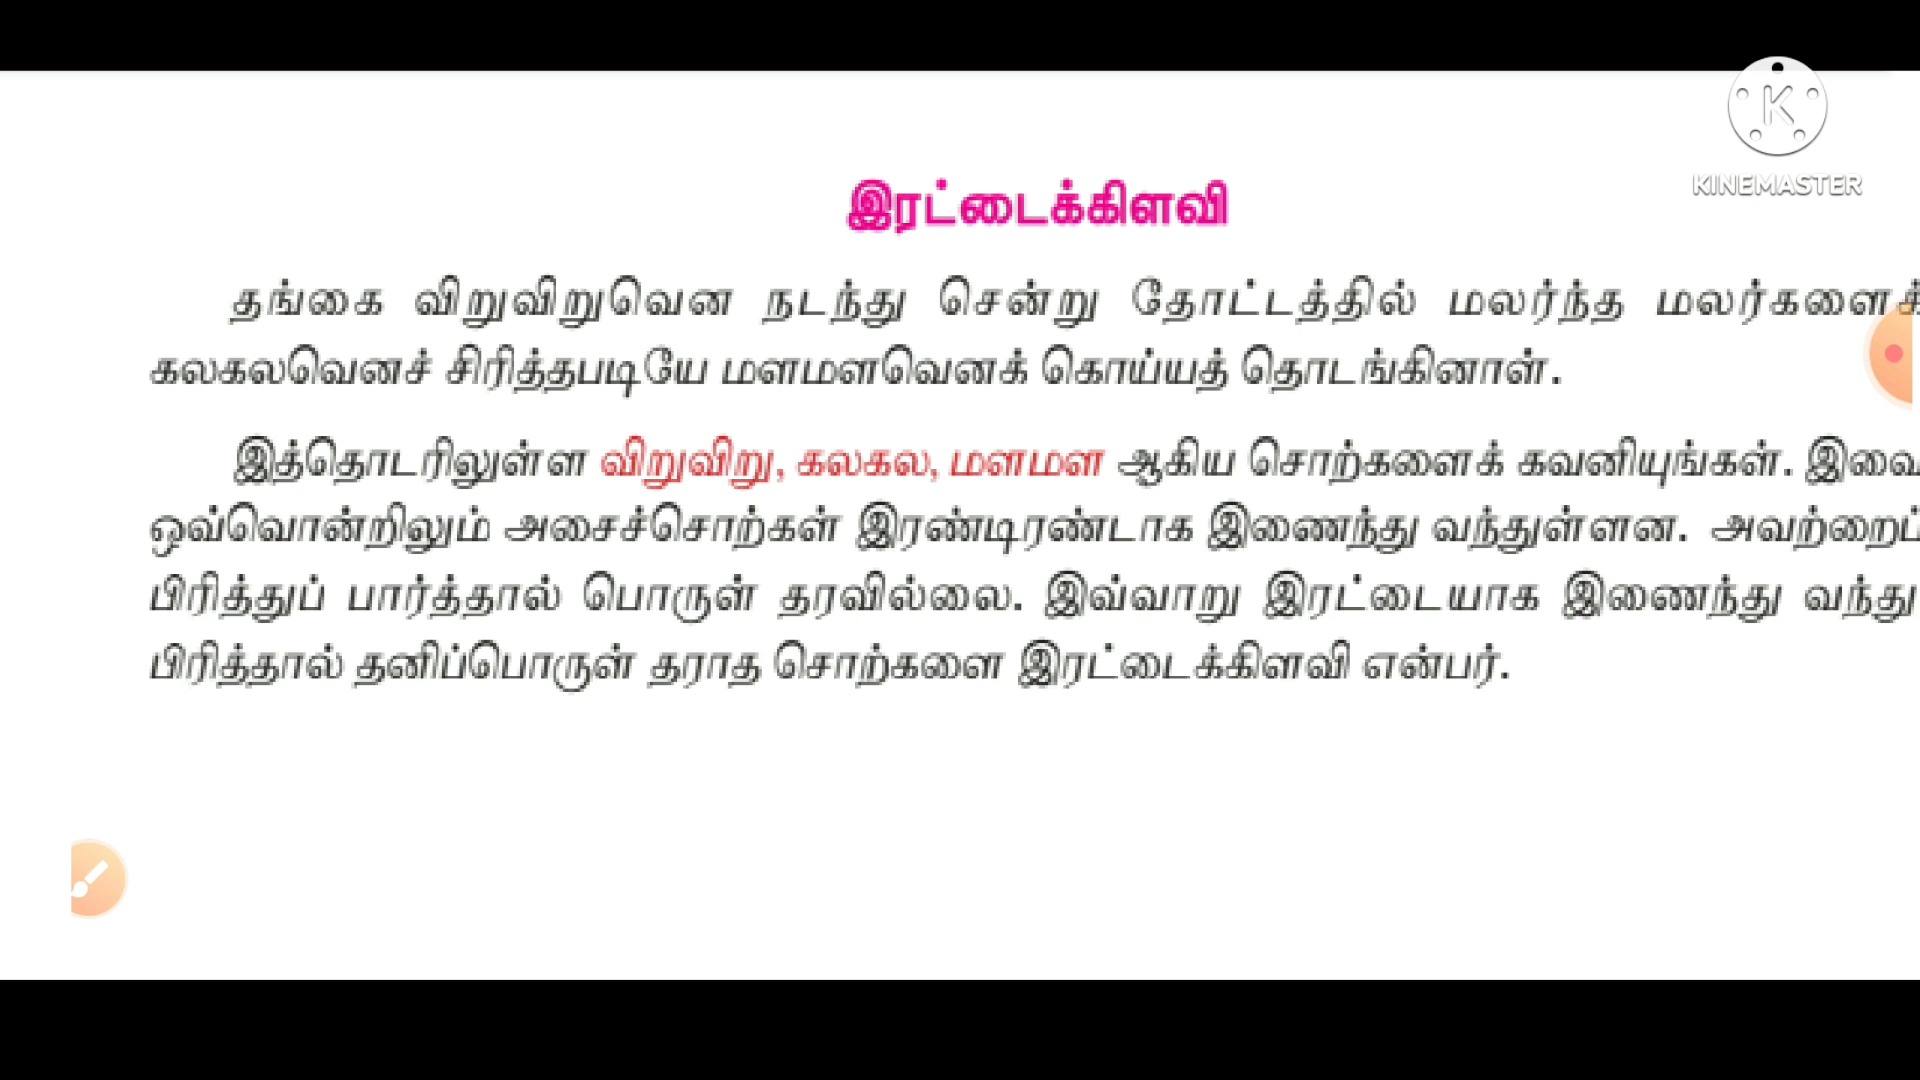 KINEMASTER
இரட்டைக்கிளவி
தங்கை விறுவிறுவென நடந்து சென்று தோட்டத்தில் மலர்ந்த மலர்களைக்
கலகலவெனச் சிரித்தபடியே மளமளவெனக் கொய்யத் தொடங்கினாள்.
இத்தொடரிலுள்ள விறுவிறு, கலகல, மளமள ஆகிய சொற்களைக் கவனியுங்கள். இவை
ஒவ்வொன்றிலும் அசைச்சொற்கள் இரண்டிரண்டாக இணைந்து வந்துள்ளன. அவற்றைப்
பிரித்துப் பார்த்தால் பொருள் தரவில்லை. இவ்வாறு இரட்டையாக இணைந்து வந்து
பிரித்தால் தனிப்பொருள் தராத சொற்களை இரட்டைக்கிளவி என்பர்.